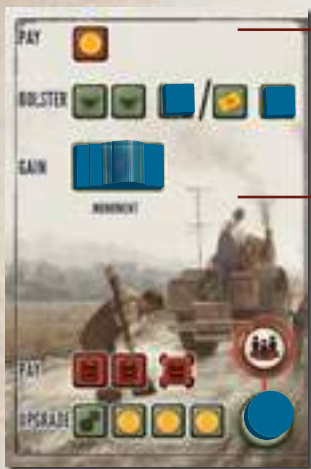 PAY
BOLSTER
/
GAIN
MONUMENT
PAY
UPGRADE